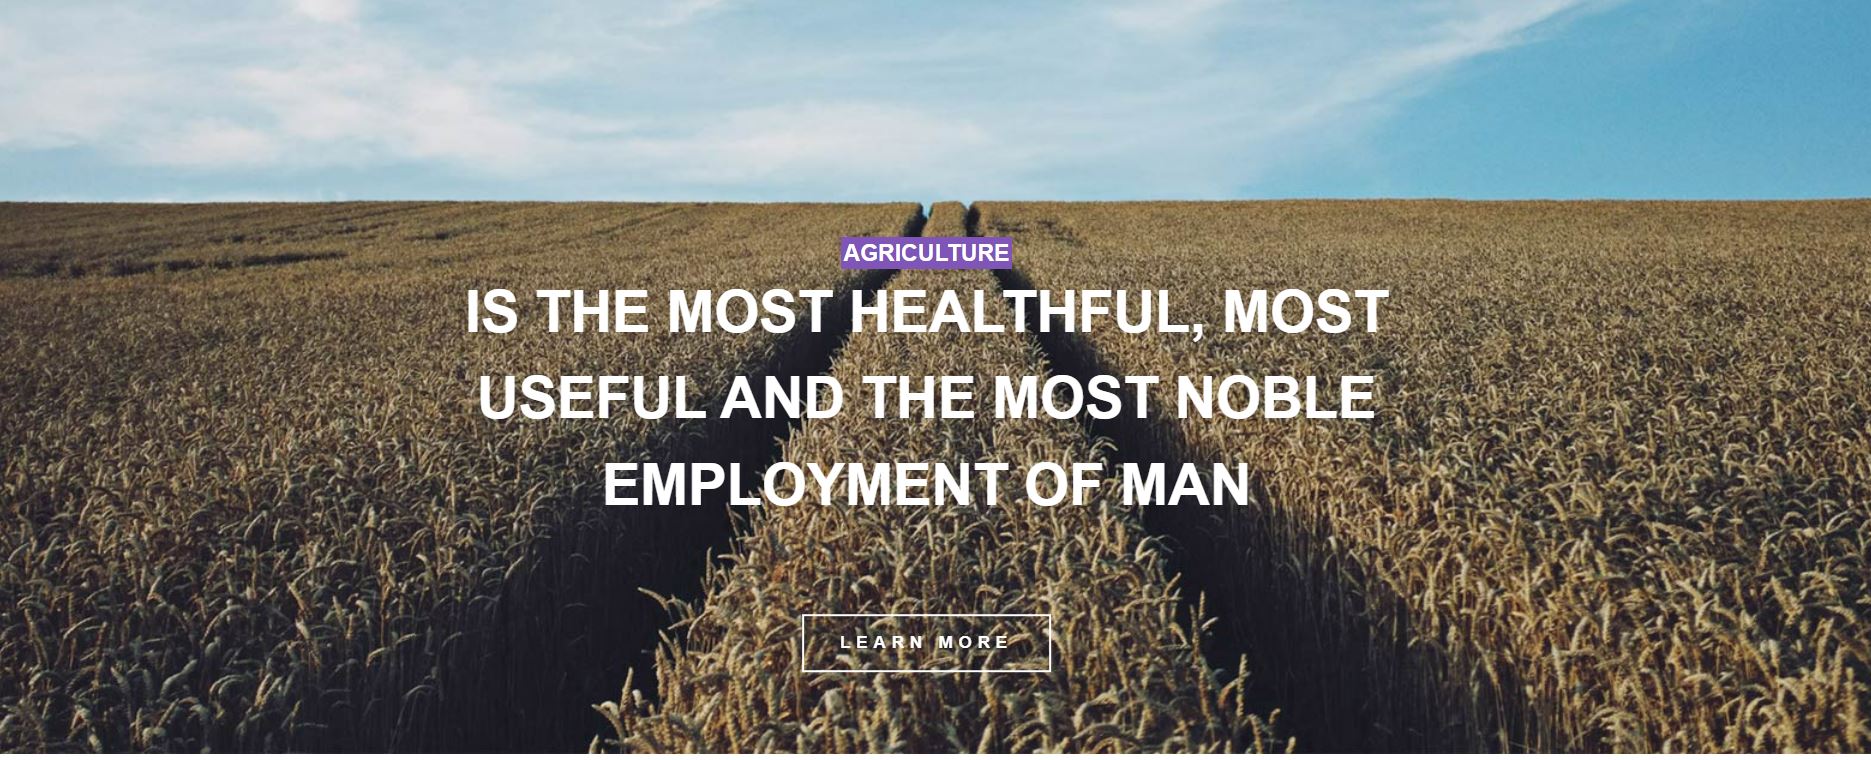 AGRICULTURE
IS THE MOST HEALTHFUL, MOST
USEFUL AND THE MOST NOBLE
EMPLOYMENT OF MAN
LEARN MORE